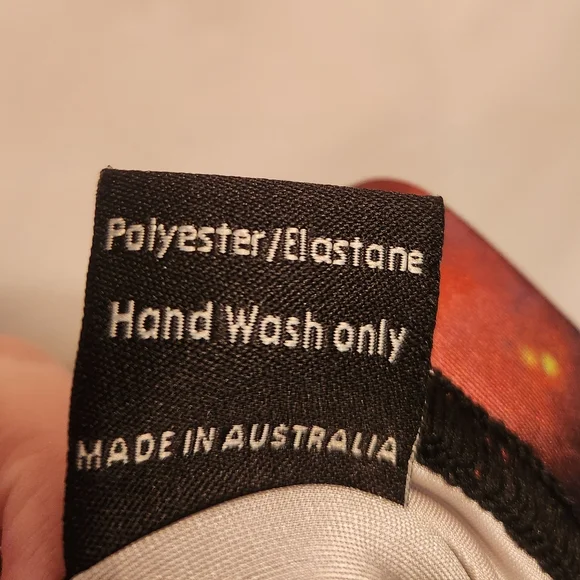 Polyester/Elastane
Hand Wash only
MADE IN AUSTRALIA